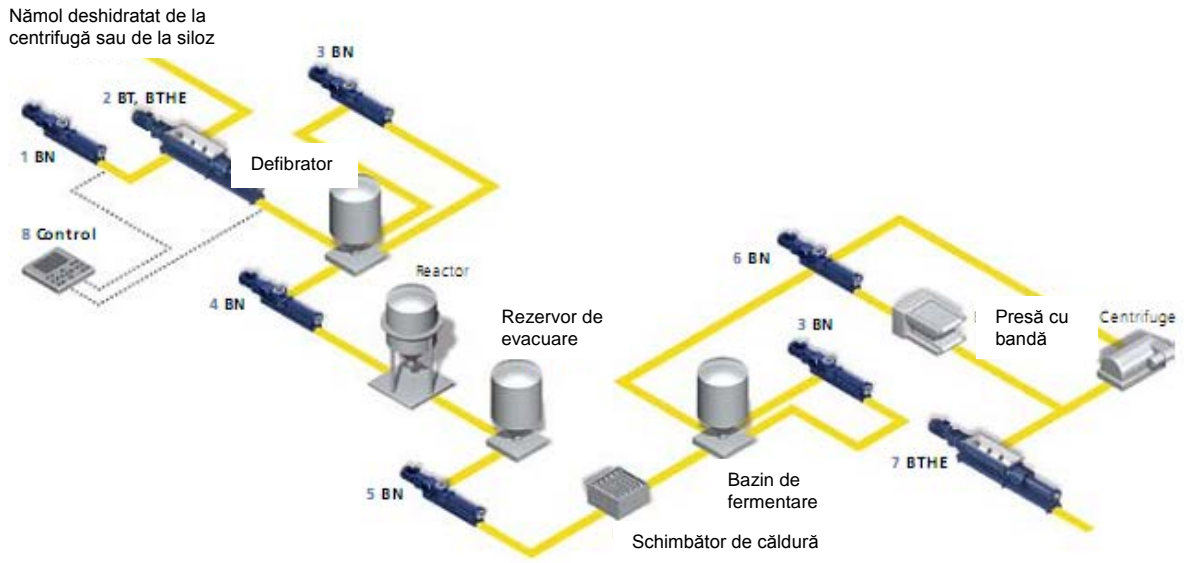 Nămol deshidratat de la
centrifugă sau de la siloz
3 BN
2 BT, BTHE
1 BN
Defibrator
8 Control
Reactor
4 BN
6 BN
Rezervor de
evacuare
3 BN
Presă cu
bandă
Centrifuge
7 BTHE
5 BN
Bazin de
fermentare
Schimbător de căldură